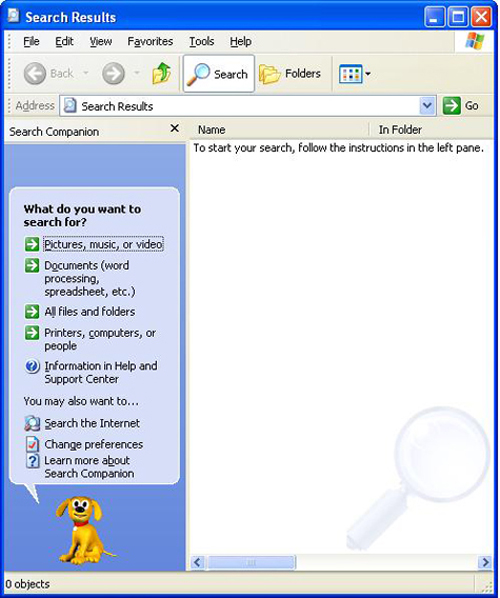 Search Results
File Edit View Favorites Tools Help
Back Search Folders
Address Search Results Go
Search Companion
Name In Folder
To start your search, follow the instructions in the left pane.
What do you want to
search for?
Pictures, music, or video
Documents (word
processing,
spreadsheet, etc.)
All files and folders
Printers, computers, or
people
Information in Help and
Support Center
You may also want to...
Search the Internet
Change preferences
Learn more about
Search Companion
0 objects